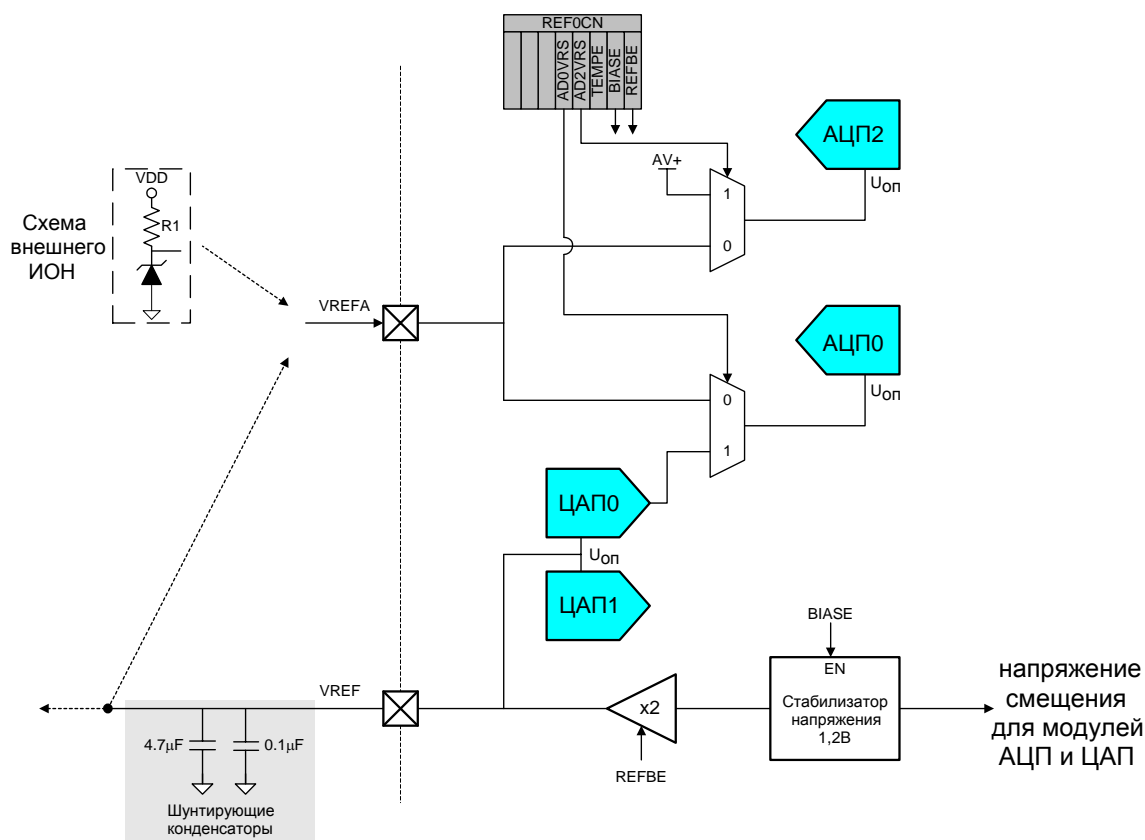 REF0CN
AD0VRS
AD2VRS
TEMPE
BIASE
REFBE
АЦП2
AV+
Uоп
1
0
VDD
R1
Схема
внешнего
ИОН
VREFA
АЦП0
Uоп
0
1
ЦАП0
Uоп
ЦАП1
BIASE
EN
Стабилизатор
напряжения
1,2В
напряжение
смещения
для модулей
АЦП и ЦАП
VREF
x2
REFBE
4.7µF
0.1µF
Шунтирующие
конденсаторы